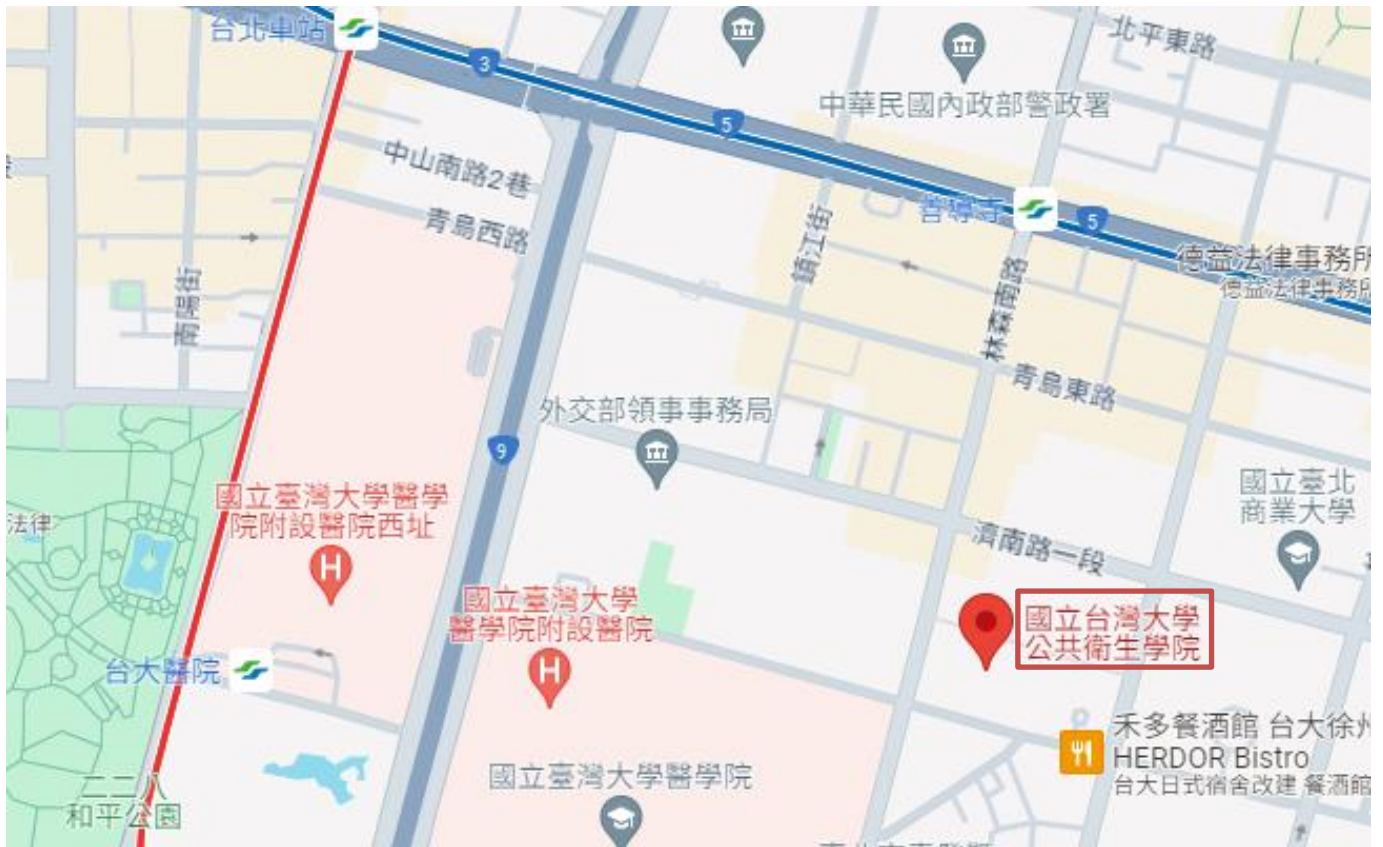 台北車站
3
北平東路
中華民國內政部警政署
5
中山南路2巷
青島西路
善導寺
5
鎮江街
德益法律事務所
德益法律事務所
南陽街
林森南路
青島東路
外交部領事事務局
9
國立臺北
商業大學
國立臺灣大學醫學
院附設醫院西址
法律
濟南路一段
國立臺灣大學
醫學院附設醫院
國立台灣大學
公共衛生學院
台大醫院
禾多餐酒館 台大徐州
HERDOR Bistro
台大日式宿舍改建 餐酒館
國立臺灣大學醫學院
二二八
和平公園